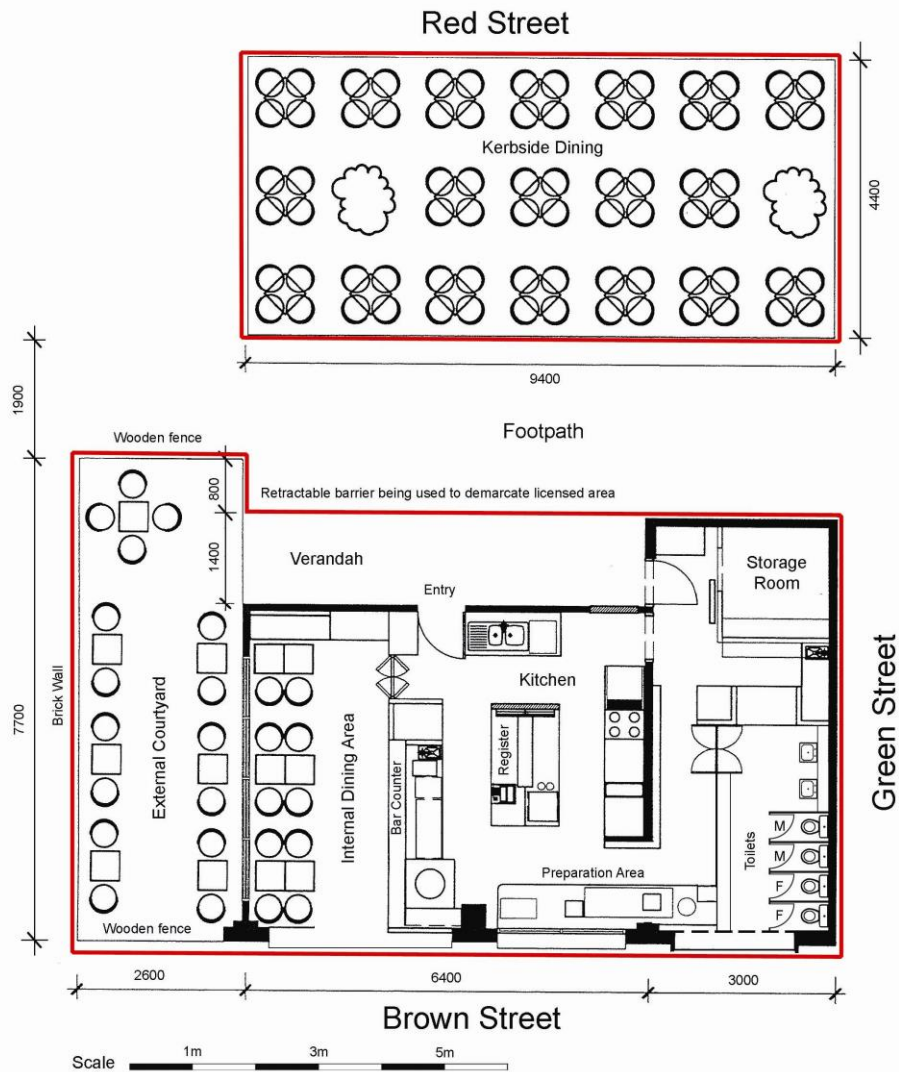 Red Street
Kerbside Dining
4400
9400
1900
Footpath
Wooden fence
800
Retractable barrier being used to demarcate licensed area
1400
Verandah
Entry
Storage Room
Brick Wall
7700
External Courtyard
Internal Dining Area
Bar Counter
Kitchen
Register
Green Street
Toilets
M
M
F
F
Preparation Area
Wooden fence
2600
6400
3000
Brown Street
Scale 1m 3m 5m